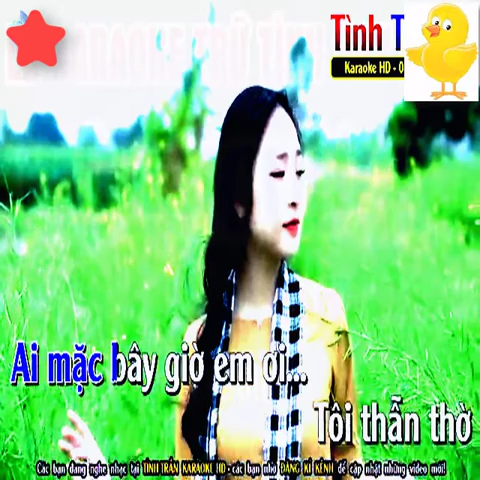 Tình T
Karaoke HD - 0
Ai mặc bây giờ em ơi...
Tôi thẫn thờ
Các bạn đang nghe nhạc tại TÌNH TRẦN KARAOKE HD - các bạn nhớ ĐĂNG KÍ KÊNH để cập nhật những video mới!